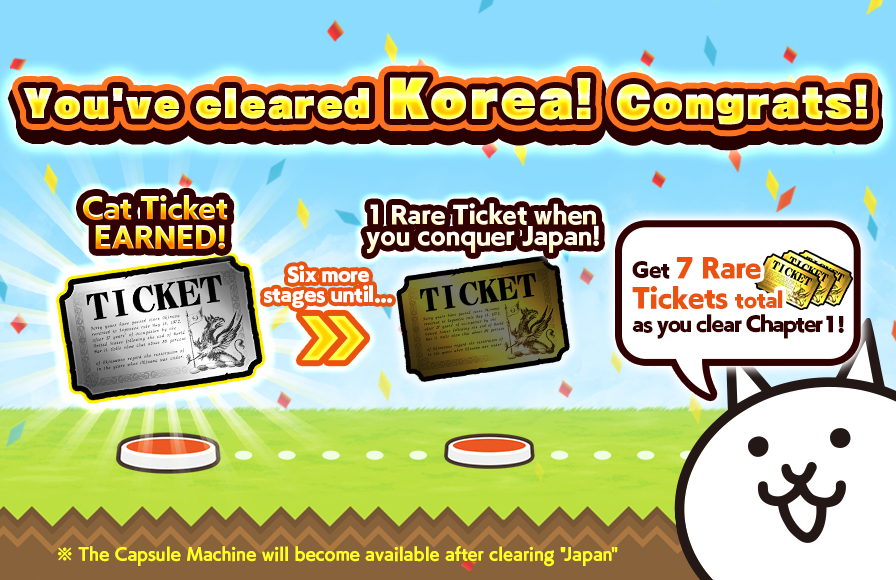 You've cleared Korea! Congrats!
Cat Ticket
EARNED!
1 Rare Ticket when
you conquer Japan!
Six more
stages until...
Get 7 Rare
Tickets total
as you clear Chapter 1!
TICKET
TICKET
TICKET
※ The Capsule Machine will become available after clearing "Japan"